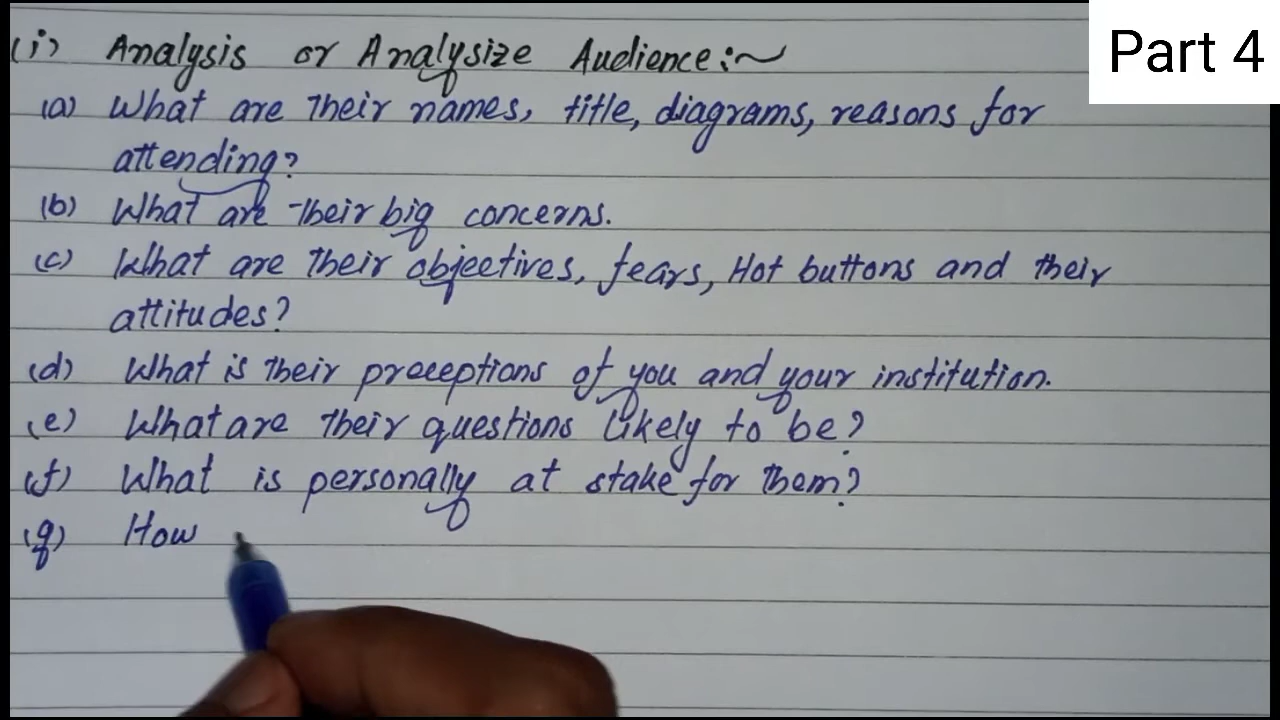 Part 4
(i) Analysis or Analysize Audience:~
(a) What are their names, title, diagrams, reasons for
attending?
(b) What are their big concerns.
(c) What are their objectives, fears, Hot buttons and their
attitudes?
(d) What is their preceptions of you and your institution.
(e) What are their questions likely to be?
(f) What is personally at stake for them?
(g) How